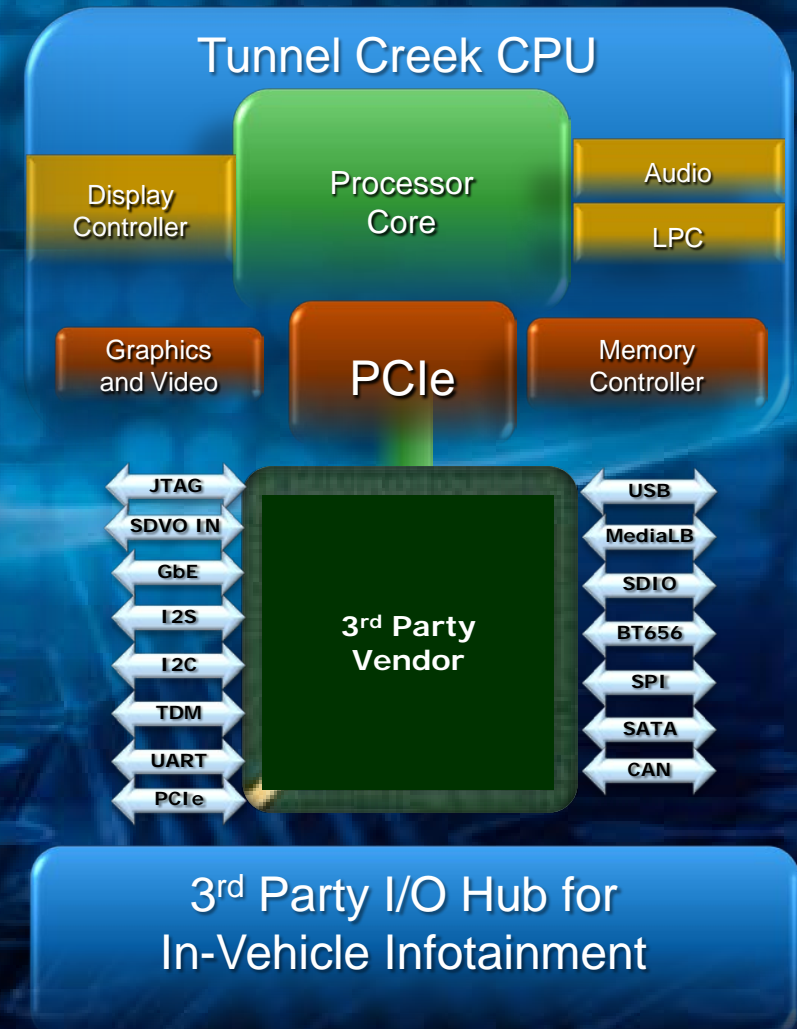 Tunnel Creek CPU
Display
Controller
Processor
Core
Audio
LPC
Graphics
and Video
PCIe
Memory
Controller
JTAG
SDVO IN
GbE
I2S
I2C
TDM
UART
PCIe
3rd Party
Vendor
USB
MediaLB
SDIO
BT656
SPI
SATA
CAN
3rd Party I/O Hub for
In-Vehicle Infotainment